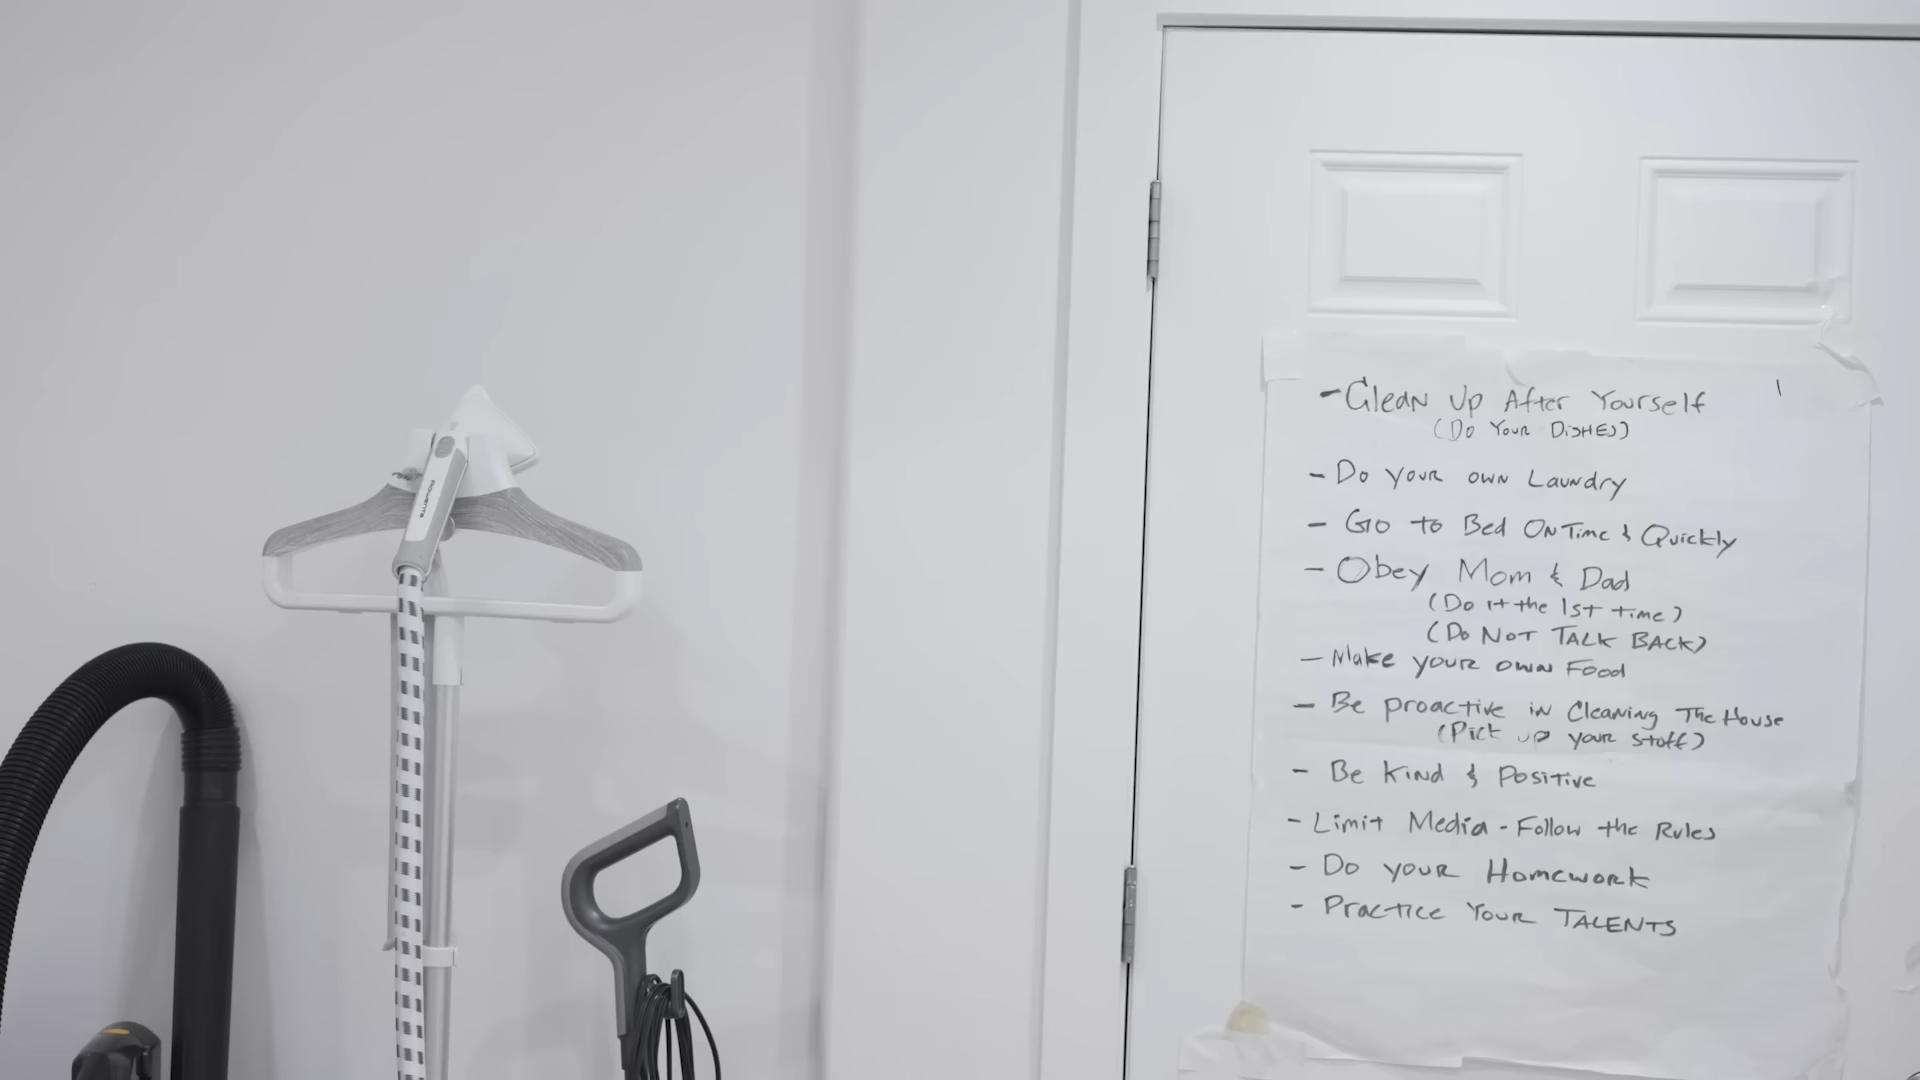 Rowenta
- Clean Up After Yourself
(Do Your Dishes)
- Do your own Laundry
- Go to Bed On Time & Quickly
- Obey Mom & Dad
(Do it the 1st time)
(Do Not Talk Back)
- Make your own Food
- Be proactive in Cleaning The House
(Pick up your stuff)
- Be Kind & Positive
- Limit Media - Follow the Rules
- Do your Homework
- Practice Your Talents